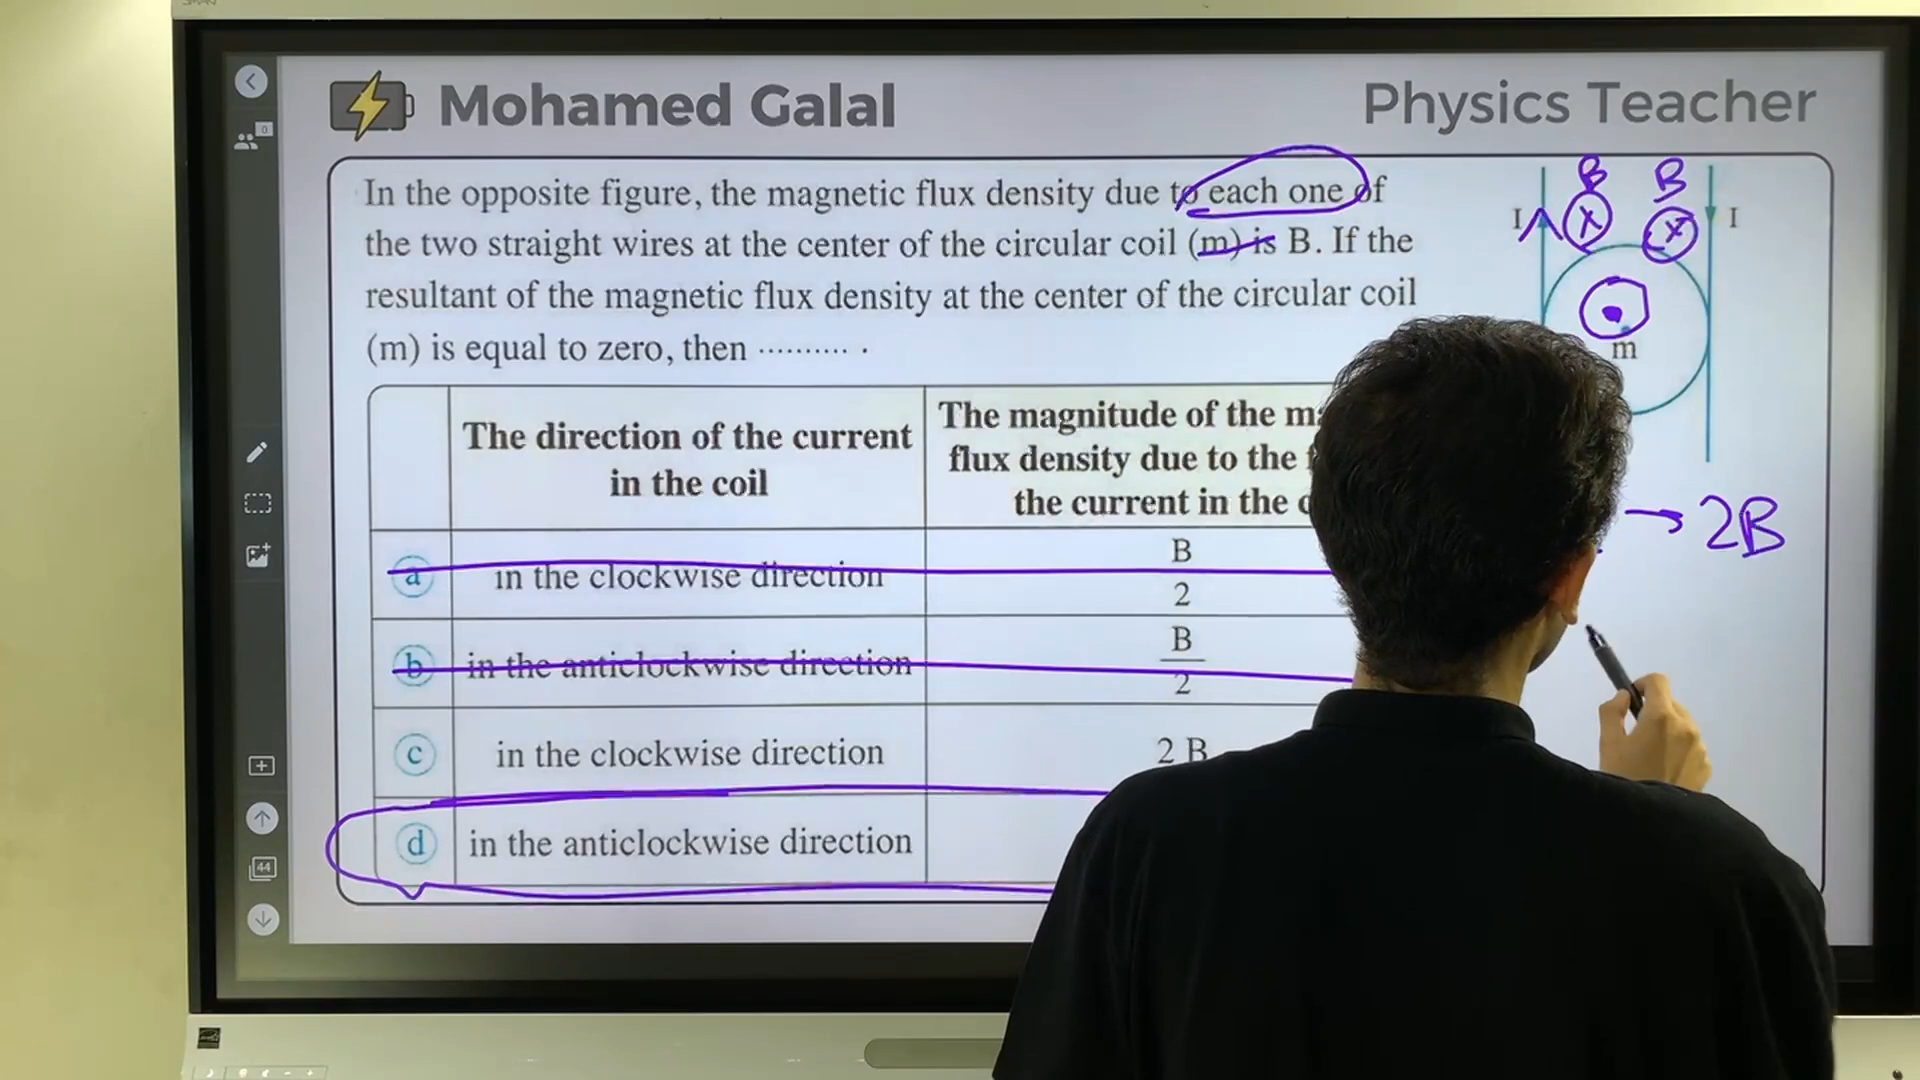 Mohamed Galal
Physics Teacher
In the opposite figure, the magnetic flux density due to each one of
the two straight wires at the center of the circular coil (m) is B. If the
resultant of the magnetic flux density at the center of the circular coil
(m) is equal to zero, then .......... .
B B
I x x I
m
The direction of the current
in the coil
The magnitude of the
flux density due to the
the current in the
→ 2B
a in the clockwise direction B/2
b in the anticlockwise direction B/2
c in the clockwise direction 2 B
d in the anticlockwise direction
0
44